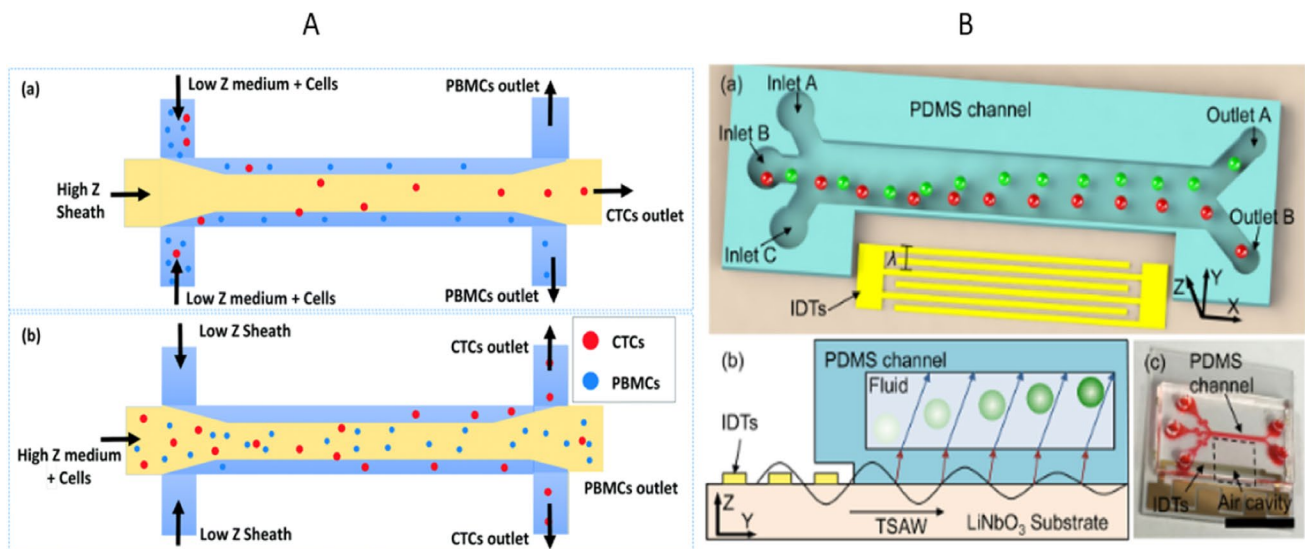 A
(a)
Low Z medium + Cells
PBMCs outlet
High Z
Sheath
CTCs outlet
Low Z medium + Cells
PBMCs outlet
(b)
Low Z Sheath
CTCs outlet
CTCs
PBMCs
High Z medium
+ Cells
PBMCs outlet
Low Z Sheath
CTCs outlet
B
(a)
Inlet A
PDMS channel
Outlet A
Inlet B
Outlet B
Inlet C
λ
IDTs
Z
Y
X
(b)
PDMS channel
Fluid
IDTs
Z
Y
TSAW
LiNbO3 Substrate
(c)
PDMS
channel
IDTs
Air cavity